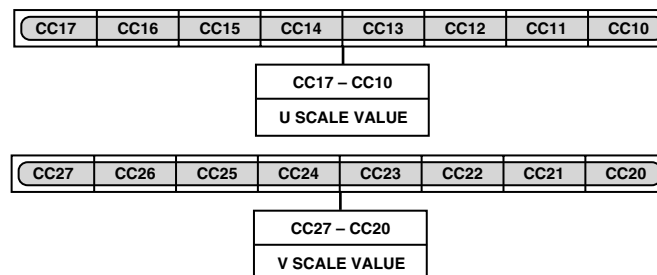 CC17 CC16 CC15 CC14 CC13 CC12 CC11 CC10
CC17 – CC10
U SCALE VALUE
CC27 CC26 CC25 CC24 CC23 CC22 CC21 CC20
CC27 – CC20
V SCALE VALUE